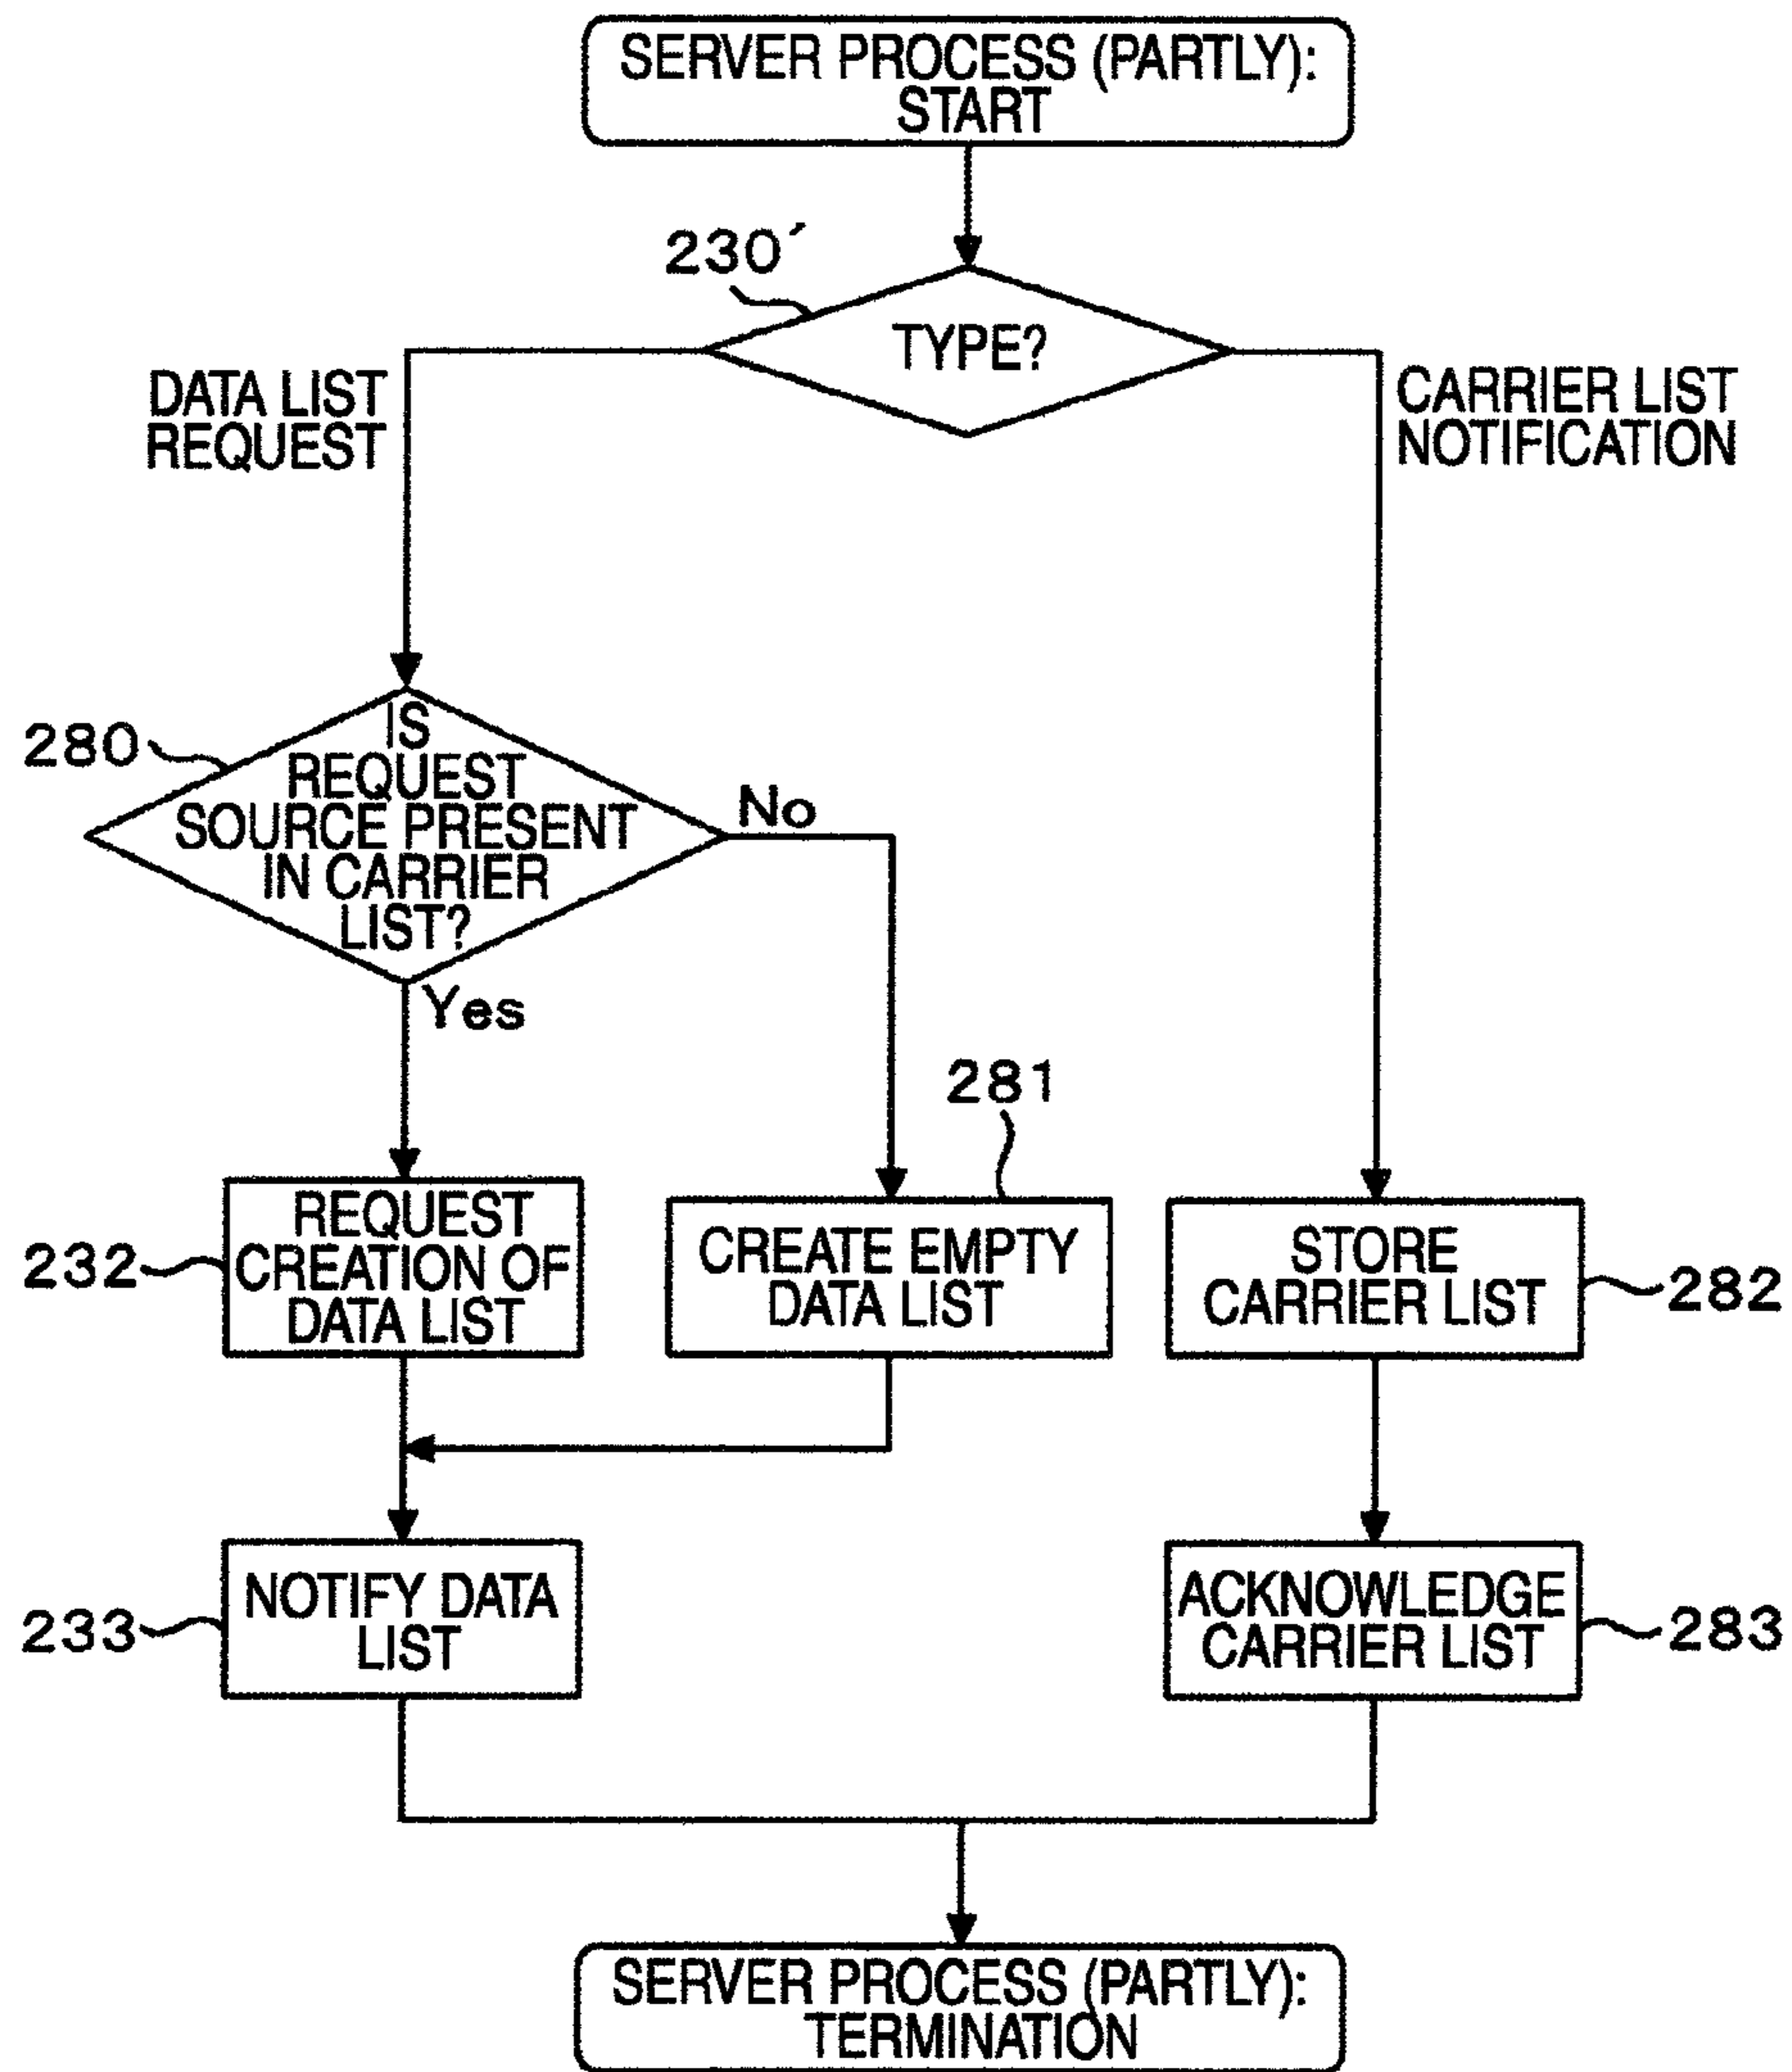 SERVER PROCESS (PARTLY):
START
230′
TYPE?
DATA LIST
REQUEST
CARRIER LIST
NOTIFICATION
280
IS
REQUEST
SOURCE PRESENT
IN CARRIER
LIST?
No
Yes
281
232
REQUEST
CREATION OF
DATA LIST
CREATE EMPTY
DATA LIST
STORE
CARRIER LIST
282
233
NOTIFY DATA
LIST
ACKNOWLEDGE
CARRIER LIST
283
SERVER PROCESS (PARTLY):
TERMINATION